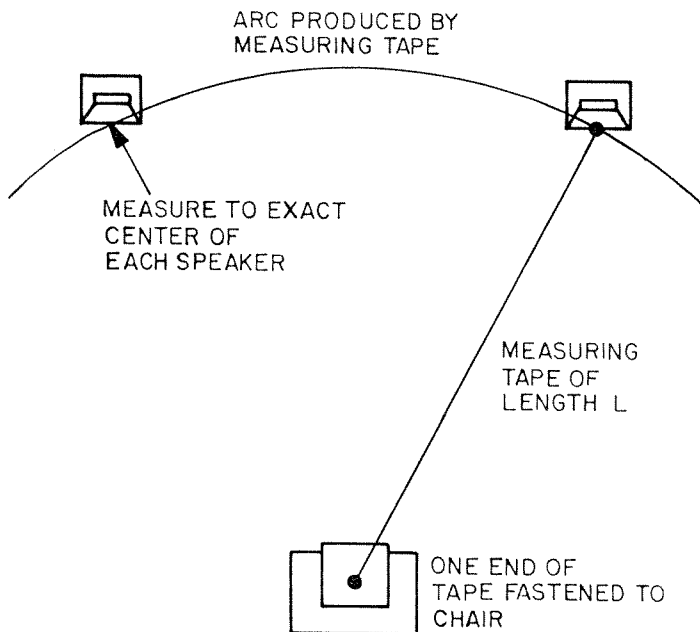 ARC PRODUCED BY
MEASURING TAPE
MEASURE TO EXACT
CENTER OF
EACH SPEAKER
MEASURING
TAPE OF
LENGTH L
ONE END OF
TAPE FASTENED TO
CHAIR